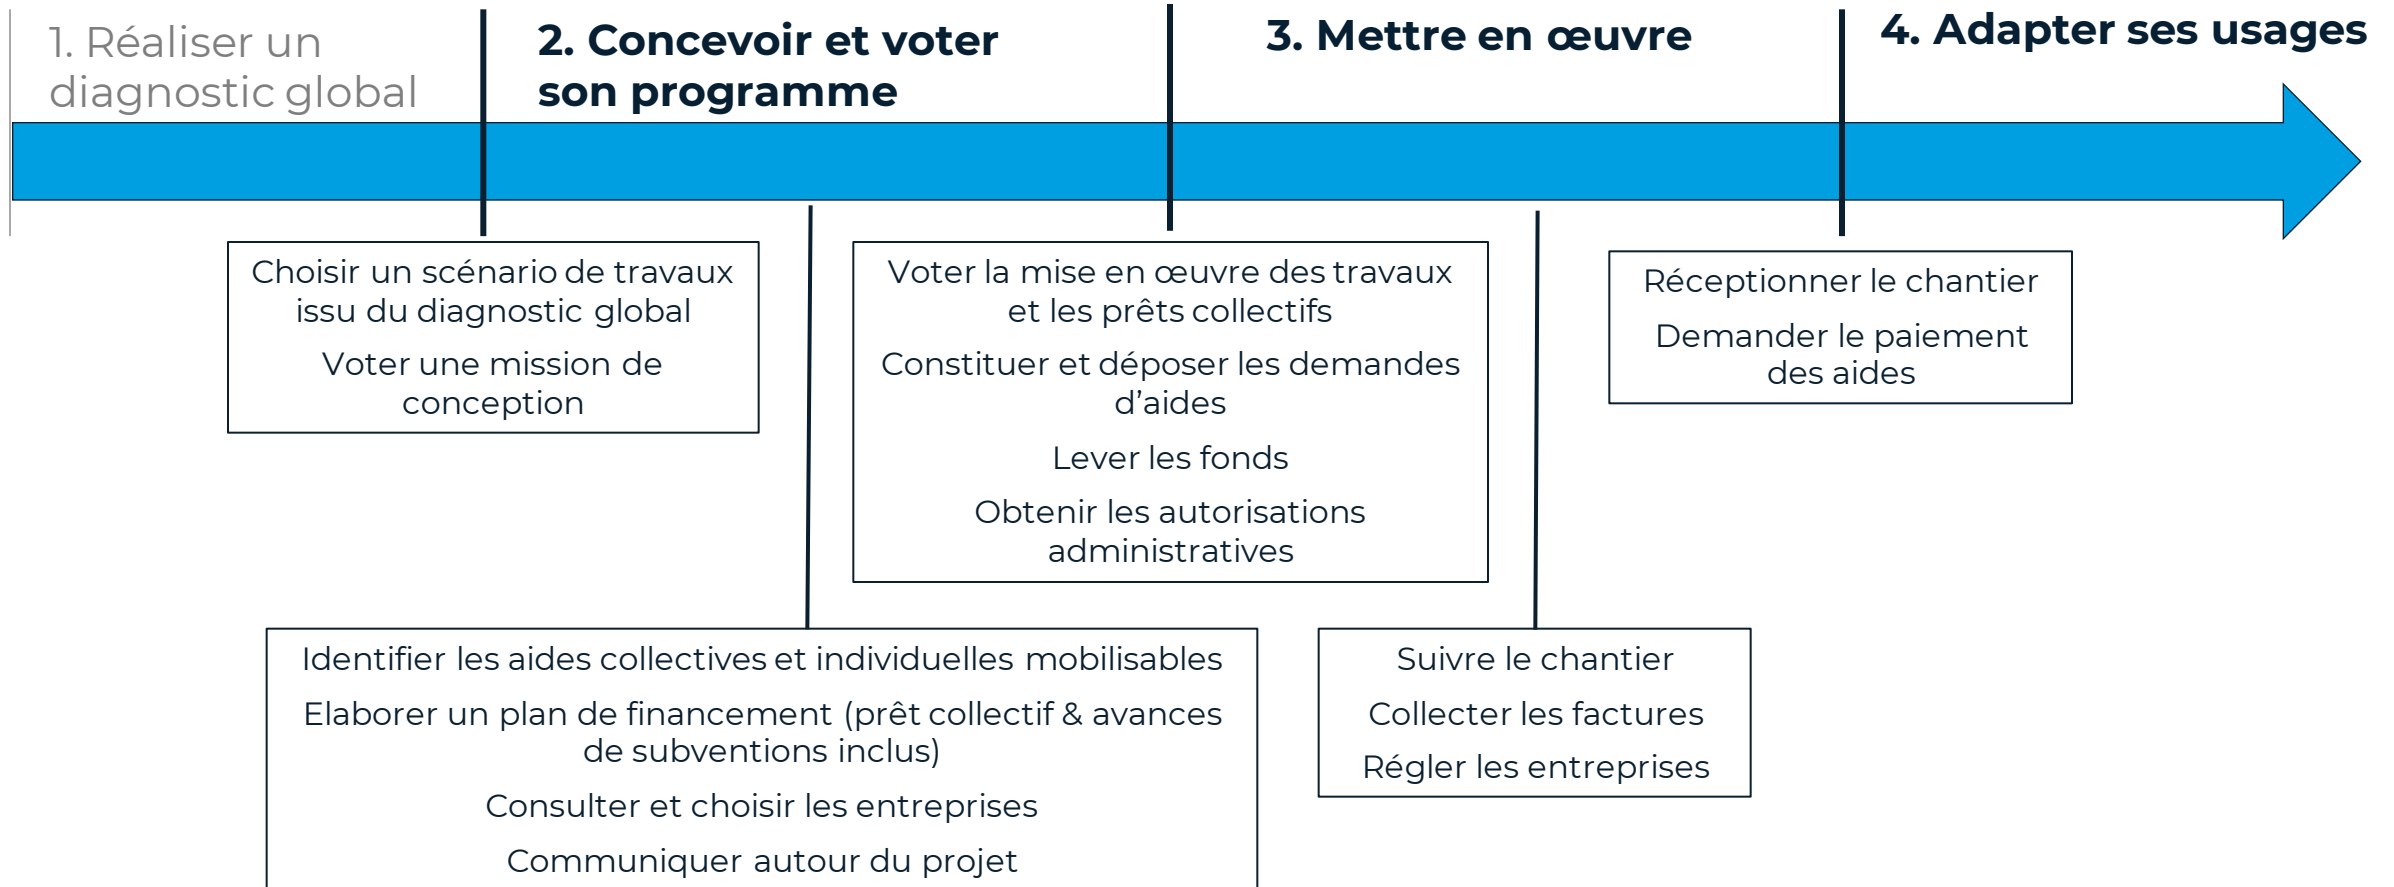 1. Réaliser un
diagnostic global
2. Concevoir et voter
son programme
3. Mettre en œuvre
4. Adapter ses usages
Choisir un scénario de travaux
issu du diagnostic global
Voter une mission de
conception
Voter la mise en œuvre des travaux
et les prêts collectifs
Constituer et déposer les demandes
d’aides
Lever les fonds
Obtenir les autorisations
administratives
Réceptionner le chantier
Demander le paiement
des aides
Identifier les aides collectives et individuelles mobilisables
Elaborer un plan de financement (prêt collectif & avances
de subventions inclus)
Consulter et choisir les entreprises
Communiquer autour du projet
Suivre le chantier
Collecter les factures
Régler les entreprises